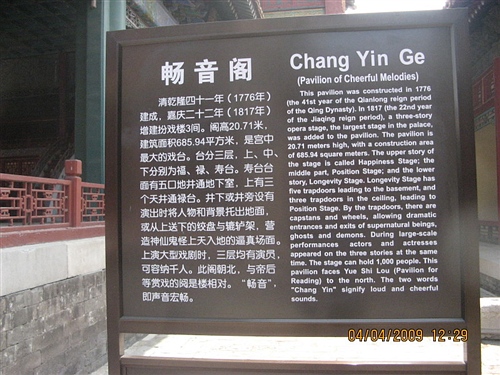 畅音阁
清乾隆四十一年（1776年）
建成，嘉庆二十二年（1817年）
增建扮戏楼3间。阁高20.71米，
建筑面积685.94平方米，是宫中
最大的戏台。台分三层，上、中、
下分别为福、禄、寿台。寿台台
面有五口地井通地下室，上有三
个天井通禄台。井下或井旁设有
演出时将人物和背景托出地面，
或从上送下的绞盘与辘轳架，营
造神仙鬼怪上天入地的逼真场面。
上演大型戏剧时，三层均有演员，
可容纳千人。此阁朝北，与帝后
等赏戏的阅是楼相对。“畅音”，
即声音宏畅。
Chang Yin Ge
(Pavilion of Cheerful Melodies)
This pavilion was constructed in 1776
(the 41st year of the Qianlong reign period
of the Qing Dynasty). In 1817 (the 22nd year
of the Jiaqing reign period), a three-story
opera stage, the largest stage in the palace,
was added to the pavilion. The pavilion is
20.71 meters high, with a construction area
of 685.94 square meters. The upper story of
the stage is called Happiness Stage; the
middle part, Position Stage; and the lower
story, Longevity Stage. Longevity Stage has
five trapdoors leading to the basement, and
three trapdoors in the ceiling, leading to
Position Stage. By the trapdoors, there are
capstans and wheels, allowing dramatic
entrances and exits of supernatural beings,
ghosts and demons. During large-scale
performances actors and actresses
appeared on the three stories at the same
time. The stage can hold 1,000 people. This
pavilion faces Yue Shi Lou (Pavilion for
Reading) to the north. The two words
"Chang Yin" signify loud and cheerful
sounds.
04/04/2009 12:29